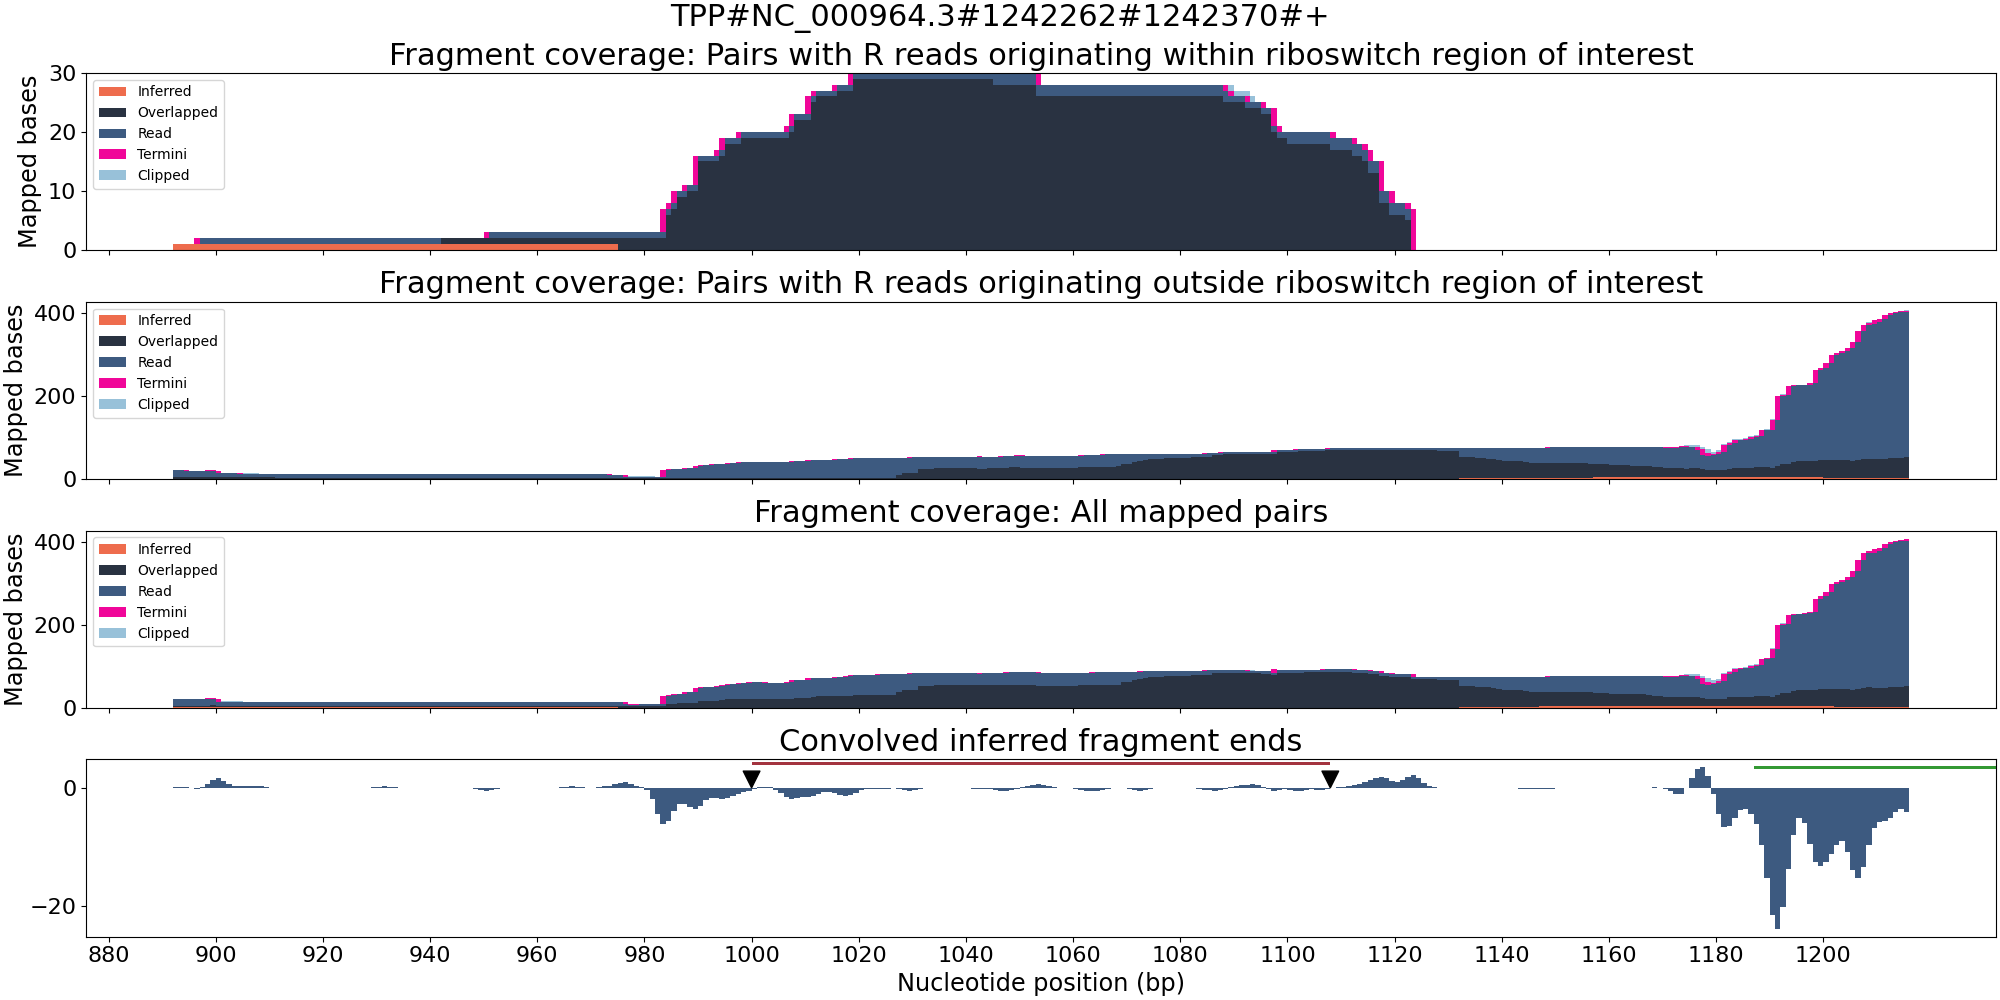 TPP#NC_000964.3#1242262#1242370#+
Fragment coverage: Pairs with R reads originating within riboswitch region of interest
Mapped bases
30
20
10
0
Inferred
Overlapped
Read
Termini
Clipped
Fragment coverage: Pairs with R reads originating outside riboswitch region of interest
Mapped bases
400
200
0
Inferred
Overlapped
Read
Termini
Clipped
Fragment coverage: All mapped pairs
Mapped bases
400
200
0
Inferred
Overlapped
Read
Termini
Clipped
Convolved inferred fragment ends
0
−20
880 900 920 940 960 980 1000 1020 1040 1060 1080 1100 1120 1140 1160 1180 1200
Nucleotide position (bp)